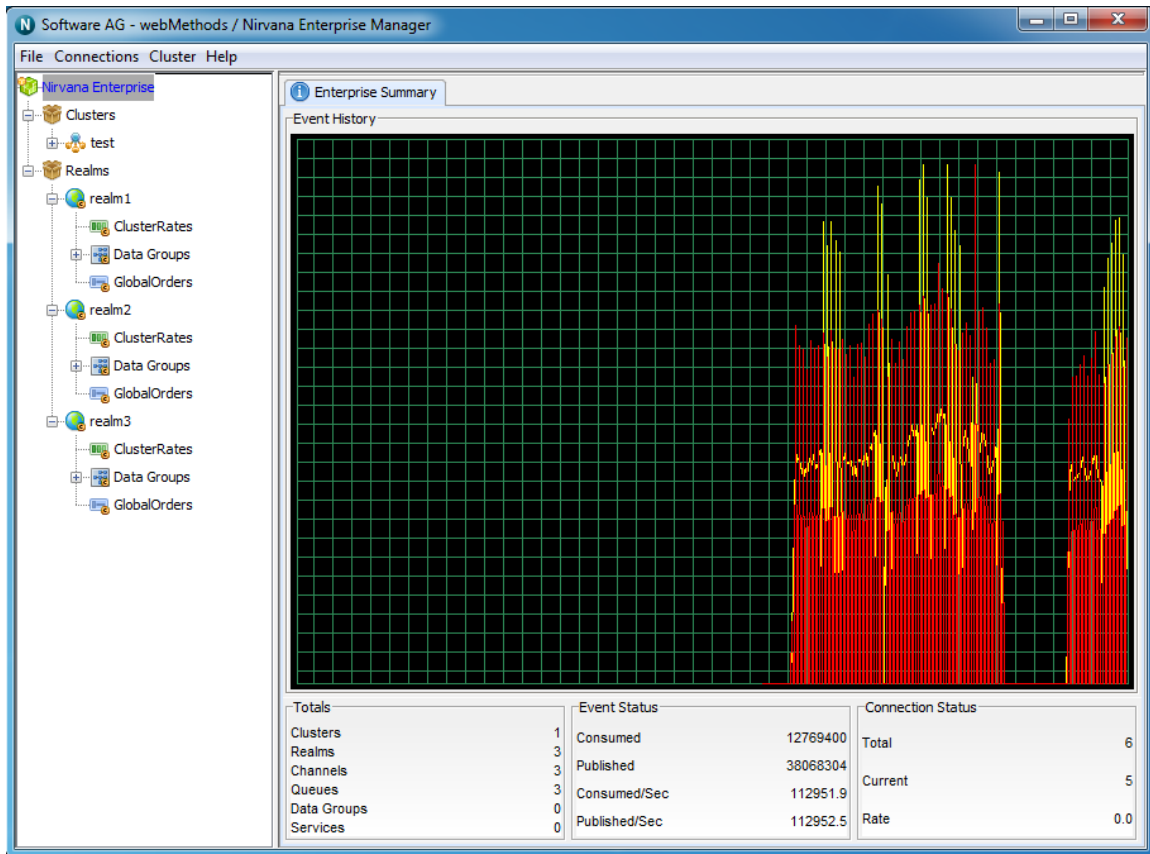 Software AG - webMethods / Nirvana Enterprise Manager
File Connections Cluster Help
Nirvana Enterprise
Clusters
test
Realms
realm1
ClusterRates
Data Groups
GlobalOrders
realm2
ClusterRates
Data Groups
GlobalOrders
realm3
ClusterRates
Data Groups
GlobalOrders
Enterprise Summary
Event History
Totals
Clusters 1
Realms 3
Channels 3
Queues 3
Data Groups 0
Services 0
Event Status
Consumed 12769400
Published 38068304
Consumed/Sec 112951.9
Published/Sec 112952.5
Connection Status
Total 6
Current 5
Rate 0.0